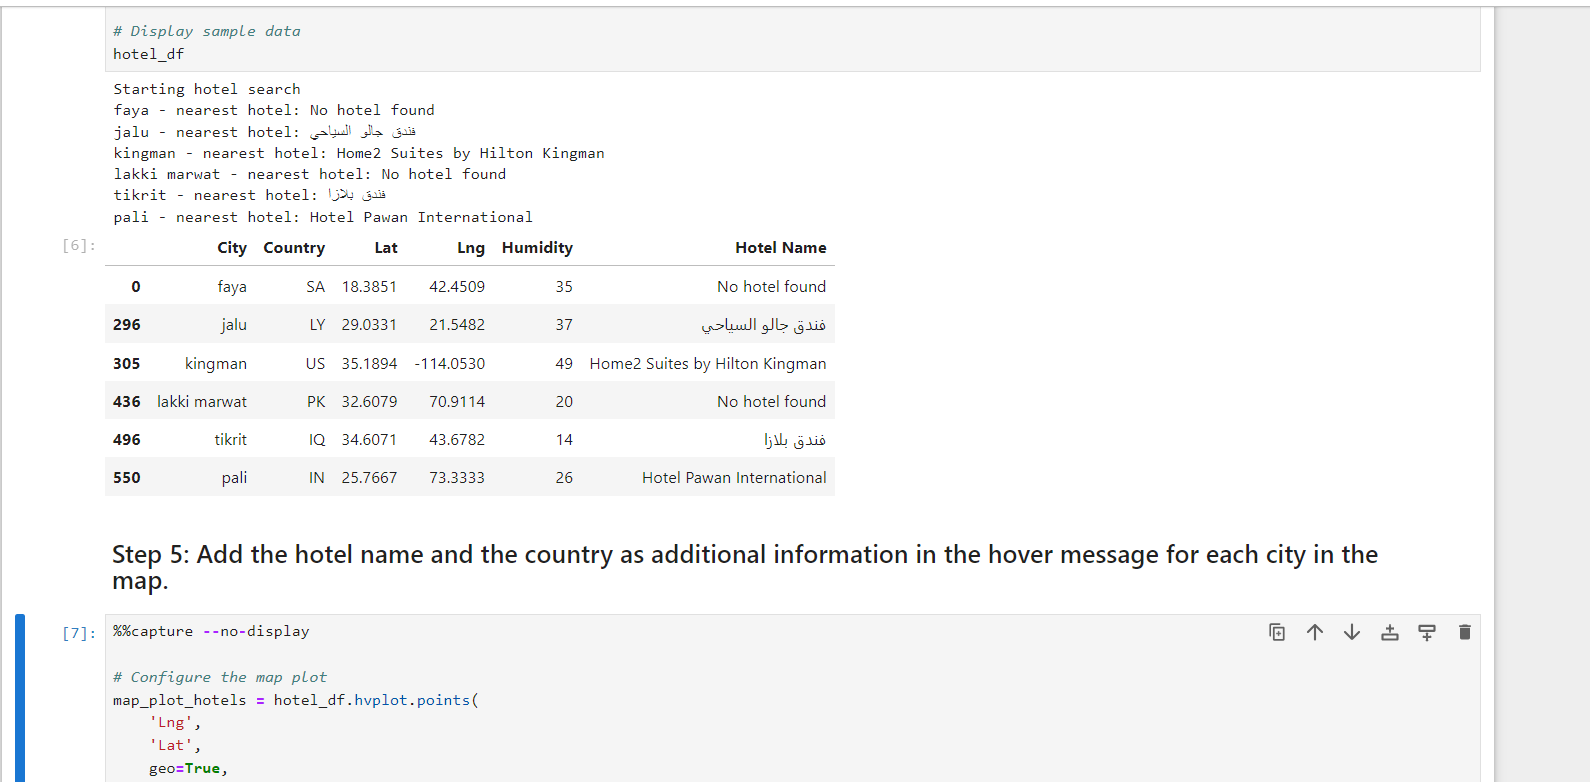 # Display sample data
hotel_df
Starting hotel search
faya - nearest hotel: No hotel found
jalu - nearest hotel: فندق جالو السياحي
kingman - nearest hotel: Home2 Suites by Hilton Kingman
lakki marwat - nearest hotel: No hotel found
tikrit - nearest hotel: فندق بلازا
pali - nearest hotel: Hotel Pawan International
[6]:
City Country Lat Lng Humidity Hotel Name
0 faya SA 18.3851 42.4509 35 No hotel found
296 jalu LY 29.0331 21.5482 37 فندق جالو السياحي
305 kingman US 35.1894 -114.0530 49 Home2 Suites by Hilton Kingman
436 lakki marwat PK 32.6079 70.9114 20 No hotel found
496 tikrit IQ 34.6071 43.6782 14 فندق بلازا
550 pali IN 25.7667 73.3333 26 Hotel Pawan International
Step 5: Add the hotel name and the country as additional information in the hover message for each city in the
map.
[7]: %%capture --no-display
# Configure the map plot
map_plot_hotels = hotel_df.hvplot.points(
'Lng',
'Lat',
geo=True,